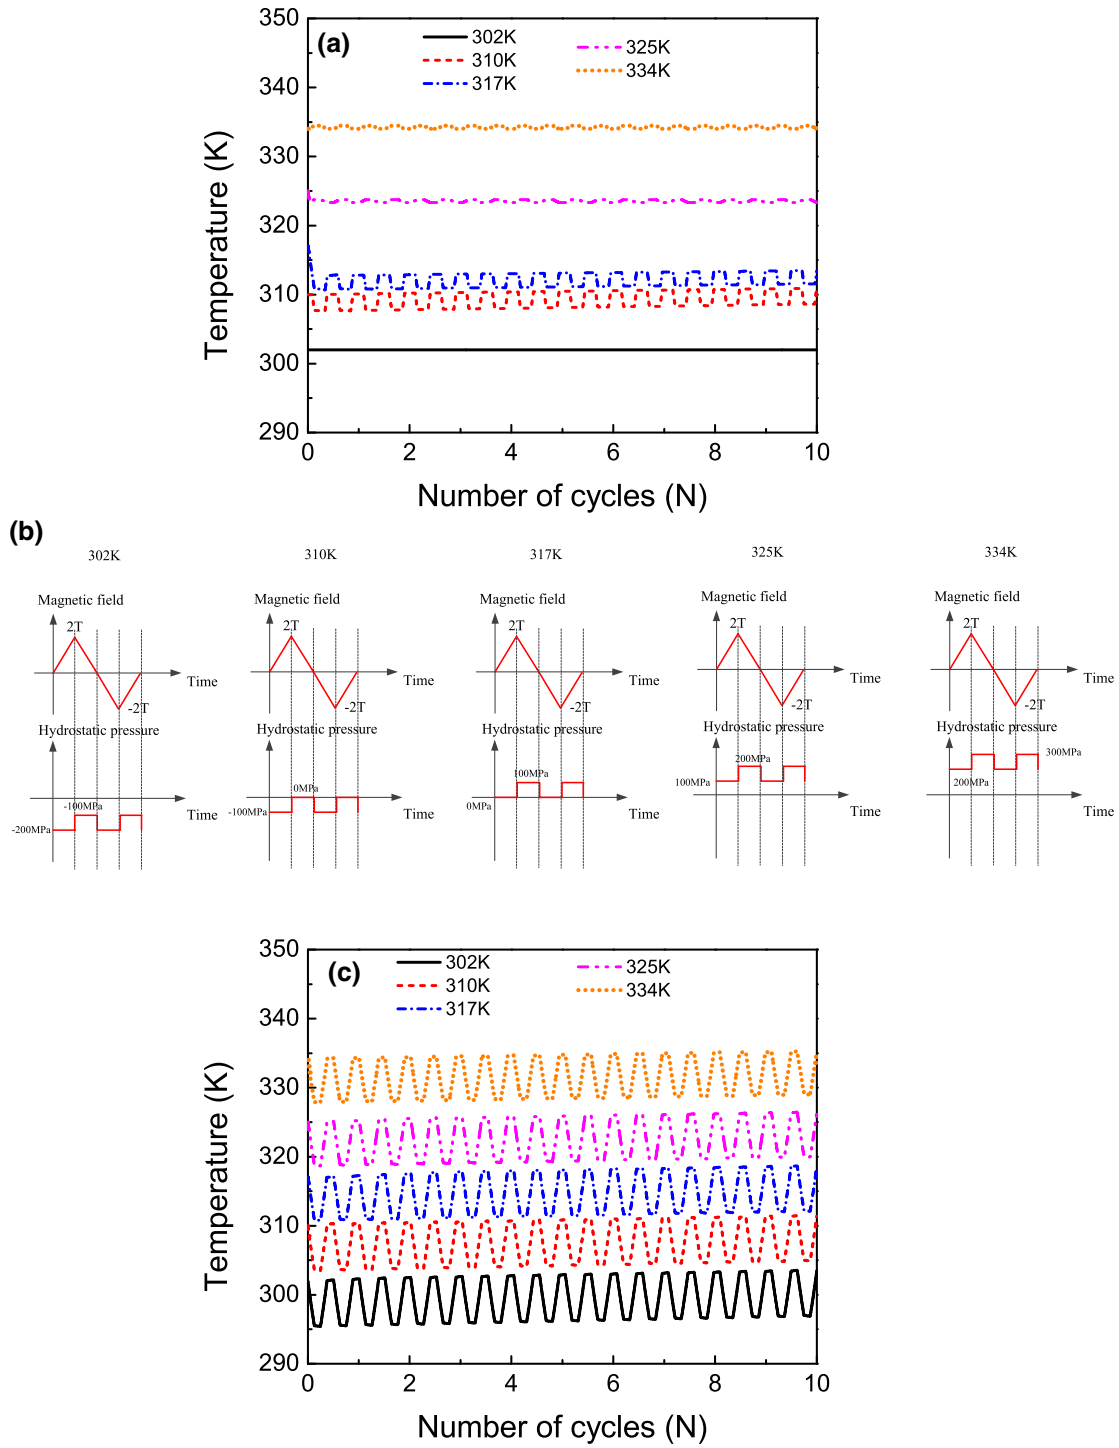 (a)
302K
310K
317K
325K
334K
350
340
330
320
310
300
290
Temperature (K)
0 2 4 6 8 10
Number of cycles (N)
(b)
302K 310K 317K 325K 334K
Magnetic field Magnetic field Magnetic field Magnetic field Magnetic field
2T 2T 2T 2T 2T
Time Time Time Time Time
-2T -2T -2T -2T -2T
Hydrostatic pressure Hydrostatic pressure Hydrostatic pressure Hydrostatic pressure Hydrostatic pressure
-100MPa 0MPa 100MPa 200MPa 300MPa
-200MPa -100MPa 0MPa 100MPa 200MPa
Time Time Time Time Time
(c)
302K
310K
317K
325K
334K
350
340
330
320
310
300
290
Temperature (K)
0 2 4 6 8 10
Number of cycles (N)